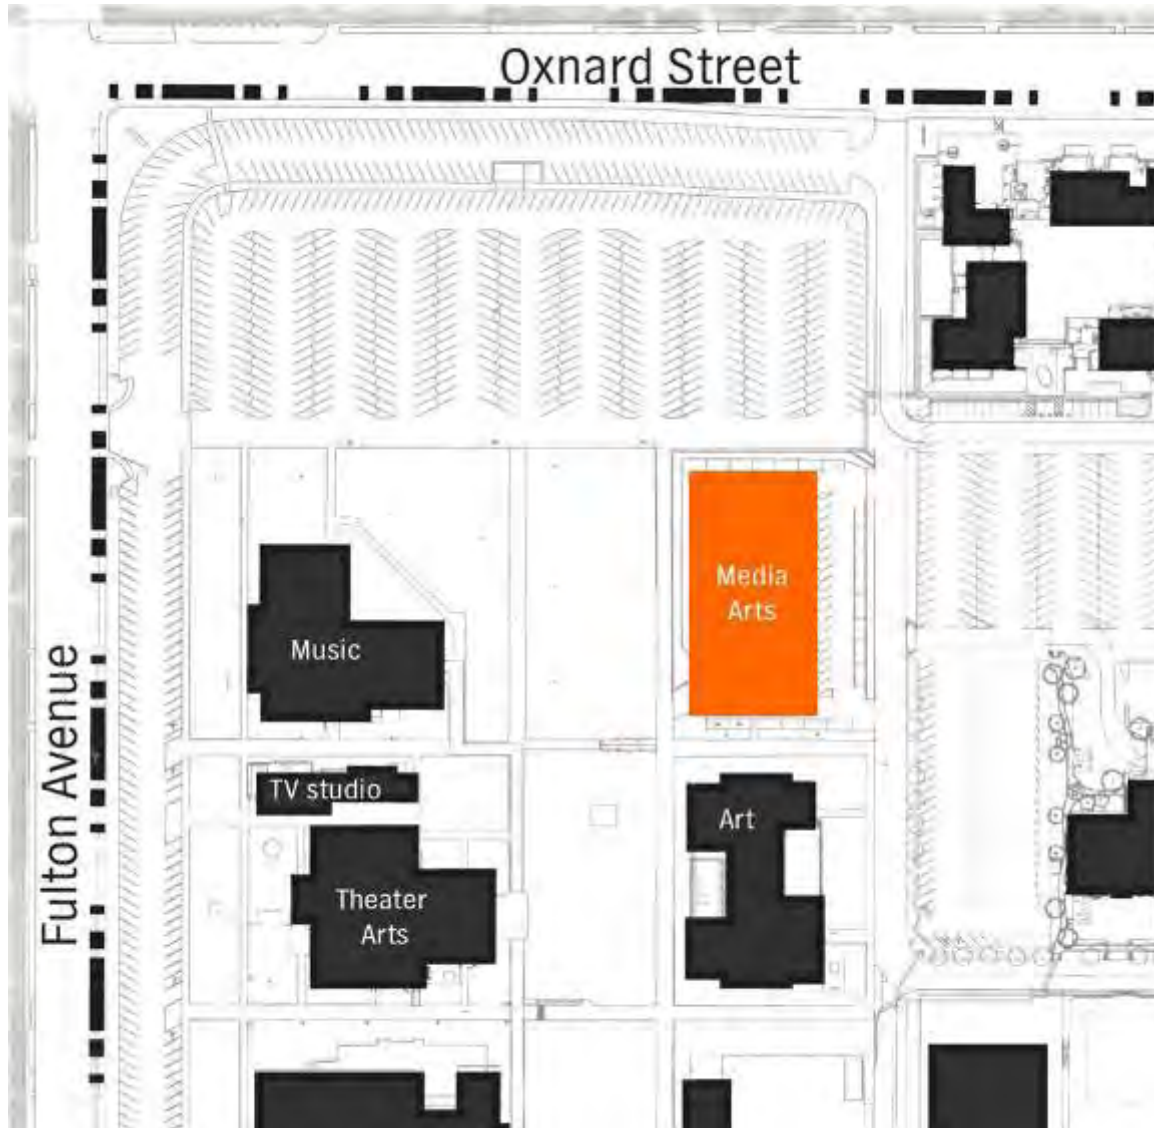 Oxnard Street
Media
Arts
Music
Fulton Avenue
TV studio
Art
Theater
Arts